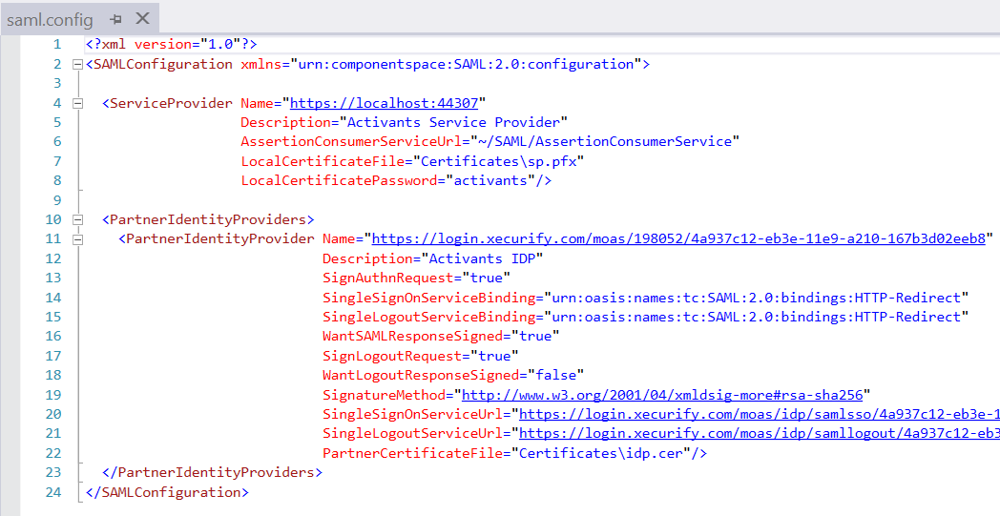 saml.config
1 <?xml version="1.0"?>
2 <SAMLConfiguration xmlns="urn:componentspace:SAML:2.0:configuration">
3
4 <ServiceProvider Name="https://localhost:44307"
5 Description="Activants Service Provider"
6 AssertionConsumerServiceUrl="~/SAML/AssertionConsumerService"
7 LocalCertificateFile="Certificates\sp.pfx"
8 LocalCertificatePassword="activants"/>
9
10 <PartnerIdentityProviders>
11 <PartnerIdentityProvider Name="https://login.xecurify.com/moas/198052/4a937c12-eb3e-11e9-a210-167b3d02eeb8"
12 Description="Activants IDP"
13 SignAuthnRequest="true"
14 SingleSignOnServiceBinding="urn:oasis:names:tc:SAML:2.0:bindings:HTTP-Redirect"
15 SingleLogoutServiceBinding="urn:oasis:names:tc:SAML:2.0:bindings:HTTP-Redirect"
16 WantSAMLResponseSigned="true"
17 SignLogoutRequest="true"
18 WantLogoutResponseSigned="false"
19 SignatureMethod="http://www.w3.org/2001/04/xmldsig-more#rsa-sha256"
20 SingleSignOnServiceUrl="https://login.xecurify.com/moas/idp/samlsso/4a937c12-eb3e-1
21 SingleLogoutServiceUrl="https://login.xecurify.com/moas/idp/samllogout/4a937c12-eb3
22 PartnerCertificateFile="Certificates\idp.cer"/>
23 </PartnerIdentityProviders>
24 </SAMLConfiguration>